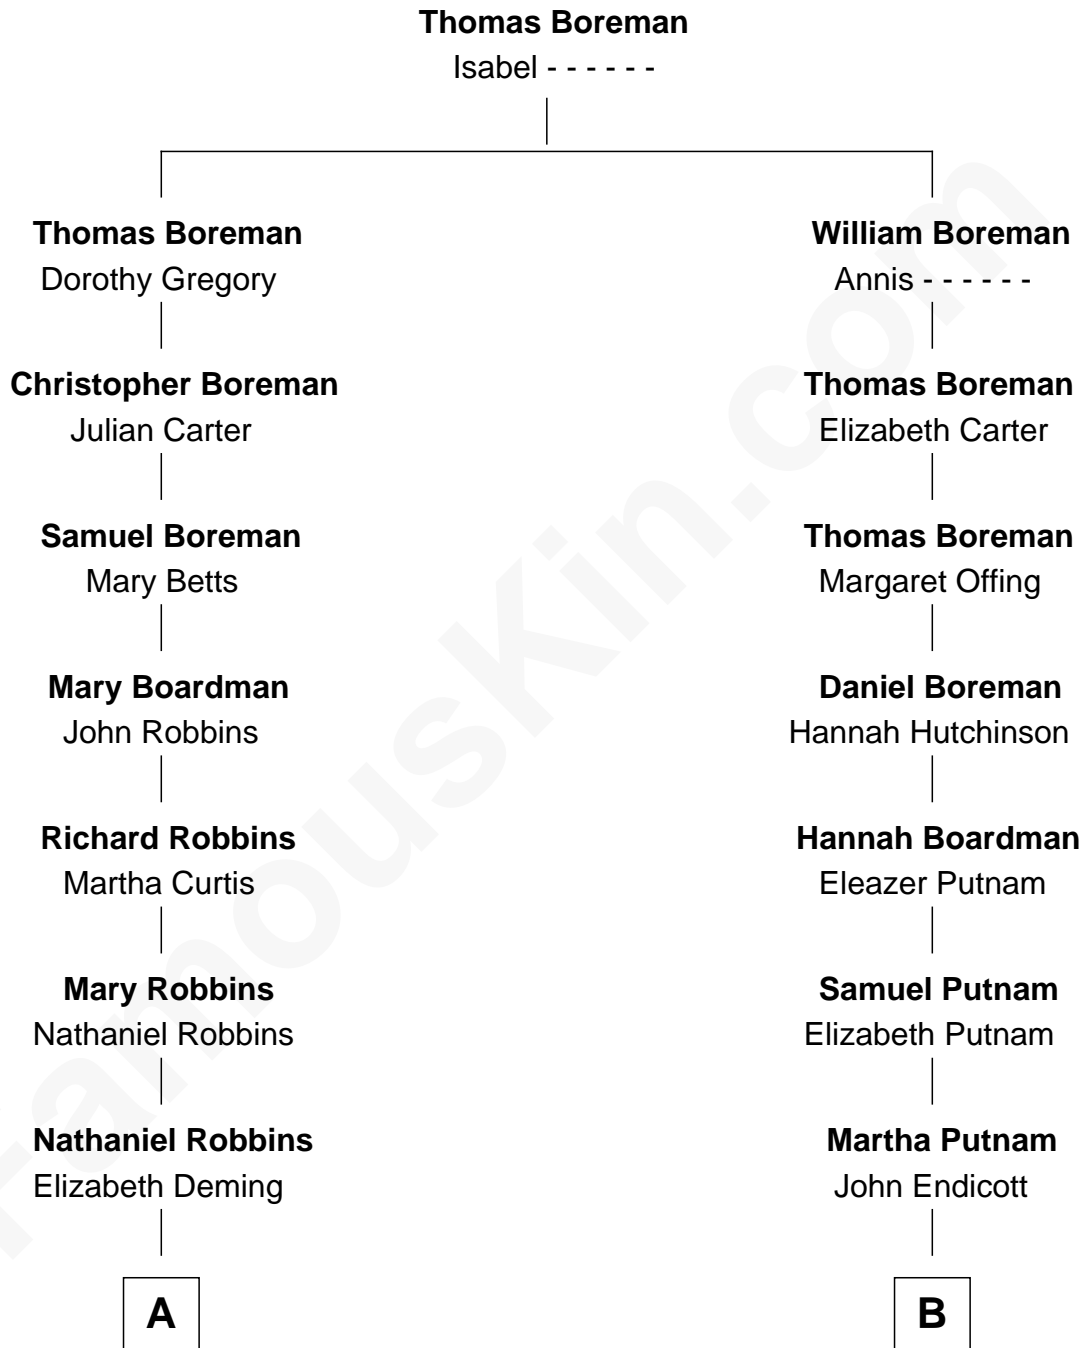 Thomas Boreman
Isabel - - - - - -
Thomas Boreman
Dorothy Gregory
William Boreman
Annis - - - - - -
Christopher Boreman
Julian Carter
Thomas Boreman
Elizabeth Carter
Samuel Boreman
Mary Betts
Thomas Boreman
Margaret Offing
Mary Boardman
John Robbins
Daniel Boreman
Hannah Hutchinson
Richard Robbins
Martha Curtis
Hannah Boardman
Eleazer Putnam
Mary Robbins
Nathaniel Robbins
Samuel Putnam
Elizabeth Putnam
Nathaniel Robbins
Elizabeth Deming
Martha Putnam
John Endicott
A
B
FamousKin.com